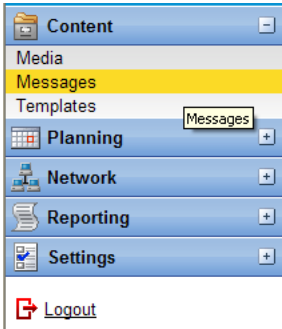 Content
Media
Messages
Templates
Messages
Planning
Network
Reporting
Settings
Logout